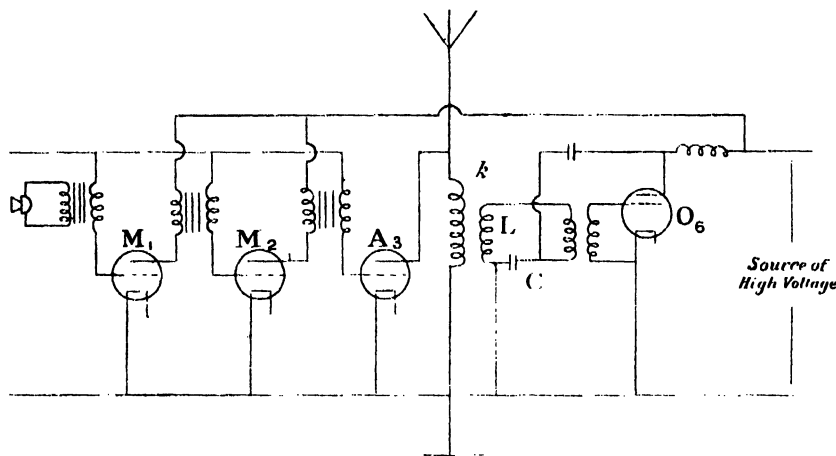 k
M₁
M₂
A₃
L
C
O₆
Source of
High Voltage